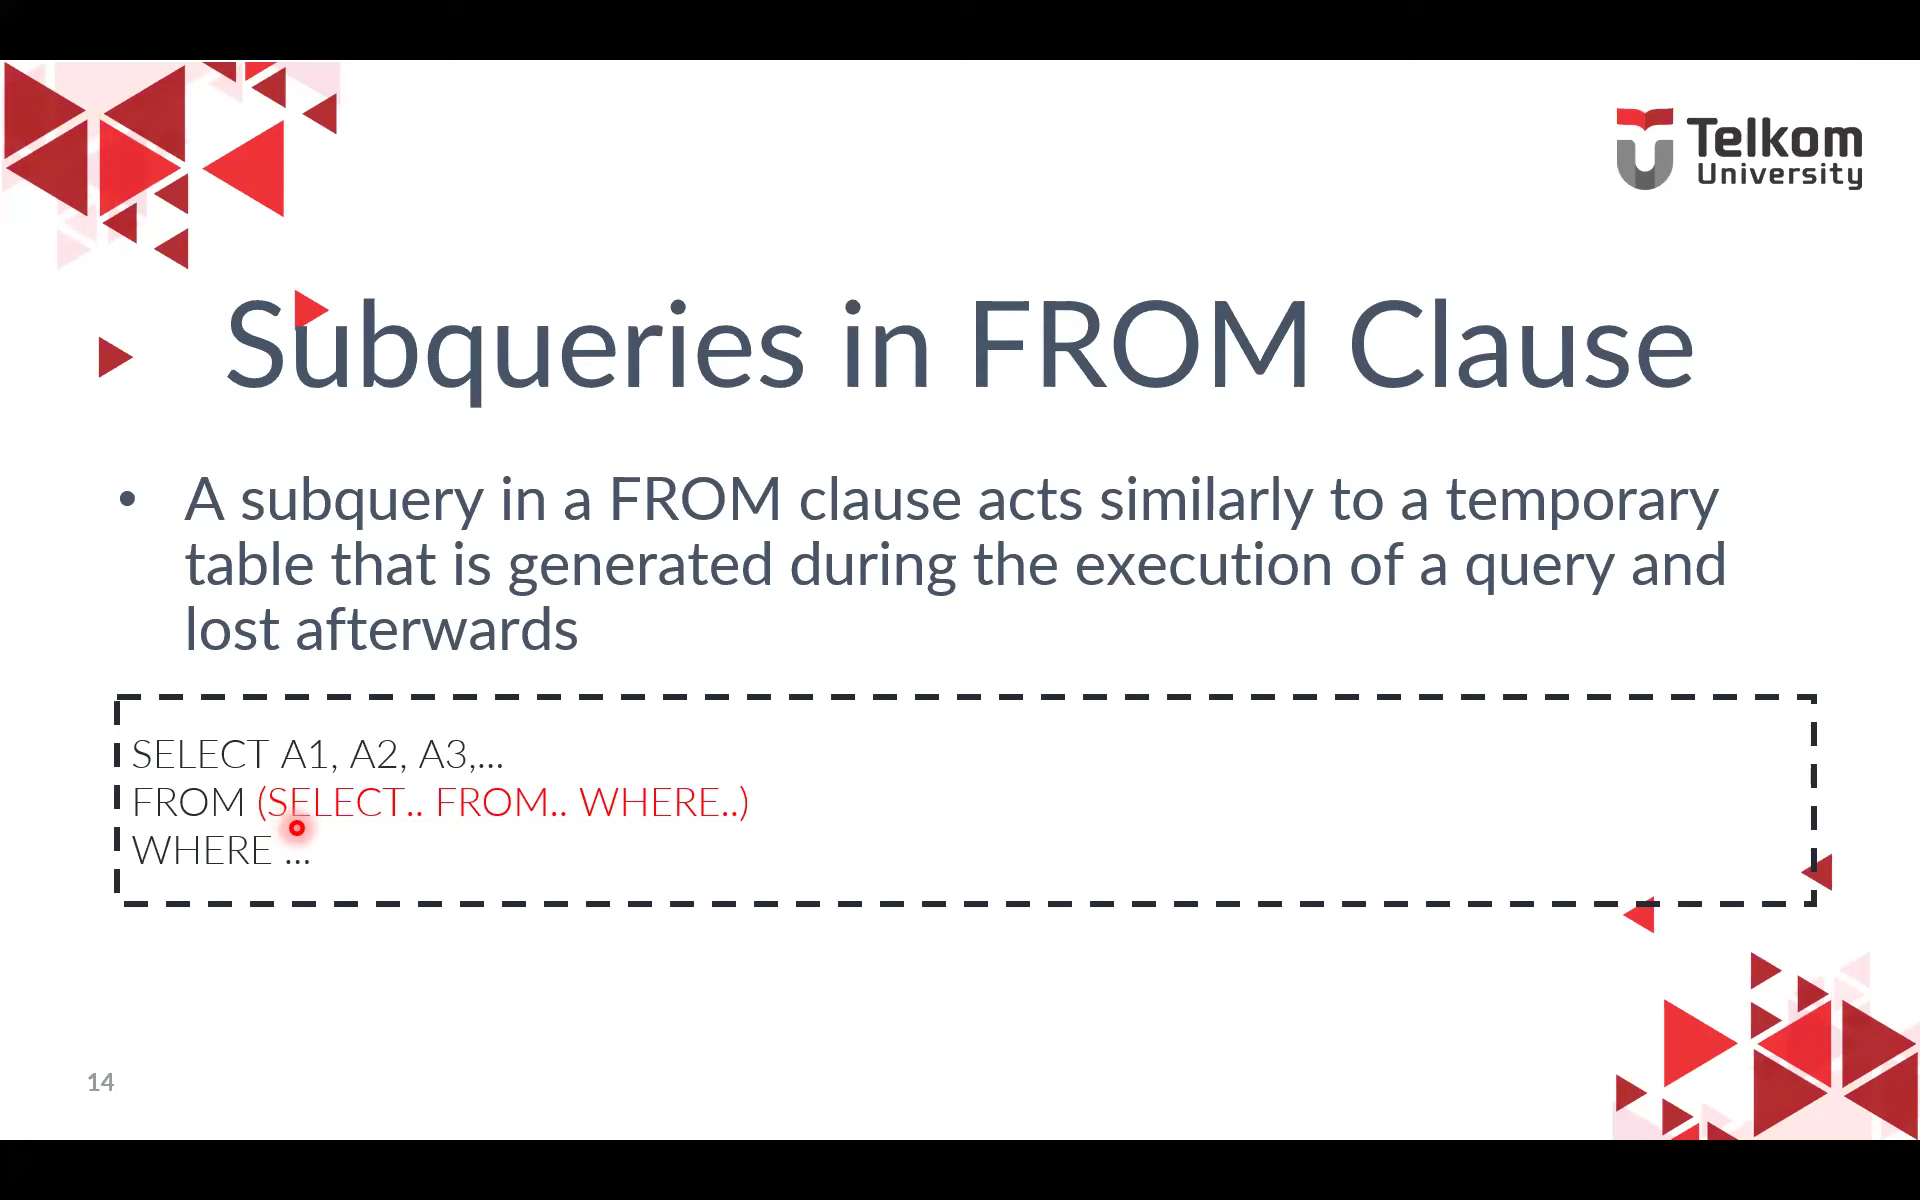 Telkom
University
Subqueries in FROM Clause
• A subquery in a FROM clause acts similarly to a temporary
table that is generated during the execution of a query and
lost afterwards
SELECT A1, A2, A3,...
FROM (SELECT.. FROM.. WHERE..)
WHERE ...
14